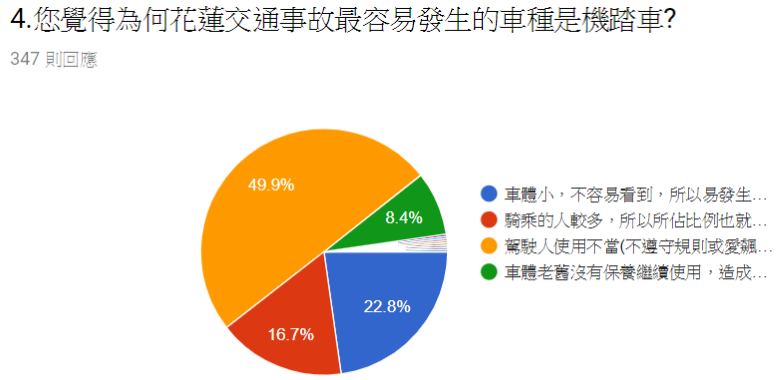 4.您覺得為何花蓮交通事故最容易發生的車種是機踏車?
347 則回應
49.9%
8.4%
22.8%
16.7%
車體小，不容易看到，所以易發生...
騎乘的人較多，所以所佔比例也就...
駕駛人使用不當(不遵守規則或愛飆...
車體老舊沒有保養繼續使用，造成...